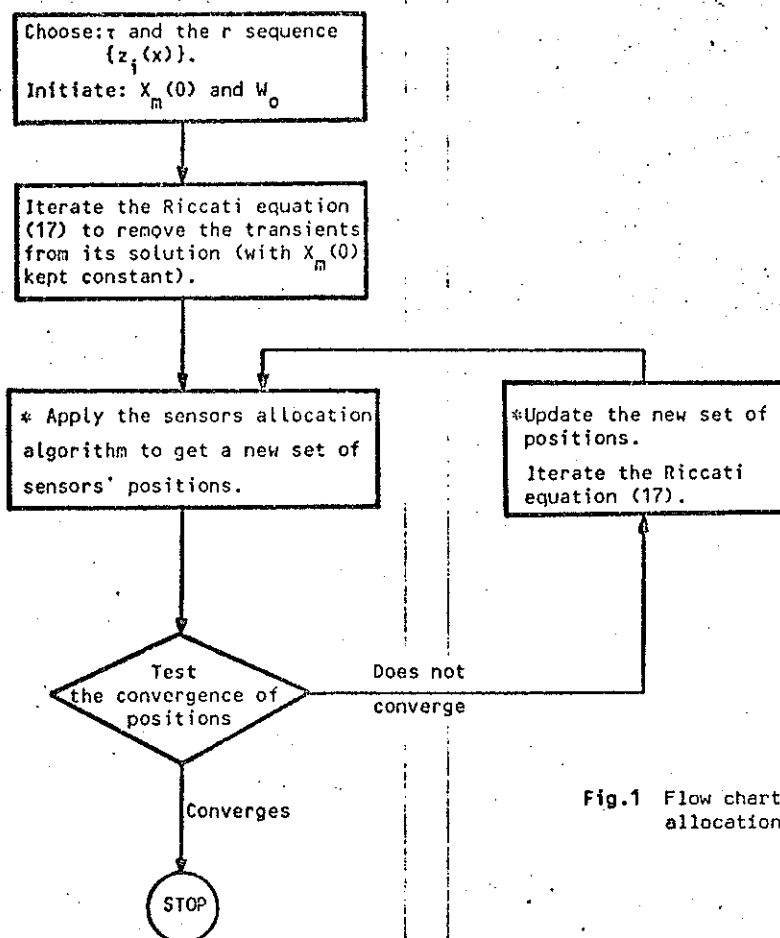 Choose:τ and the r sequence
{z_i(x)}.
Initiate: X_m(0) and W_o
Iterate the Riccati equation
(17) to remove the transients
from its solution (with X_m(0)
kept constant).
* Apply the sensors allocation
algorithm to get a new set of
sensors' positions.
*Update the new set of
positions.
Iterate the Riccati
equation (17).
Test
the convergence of
positions
Does not
converge
Converges
STOP
Fig.1 Flow chart
allocation